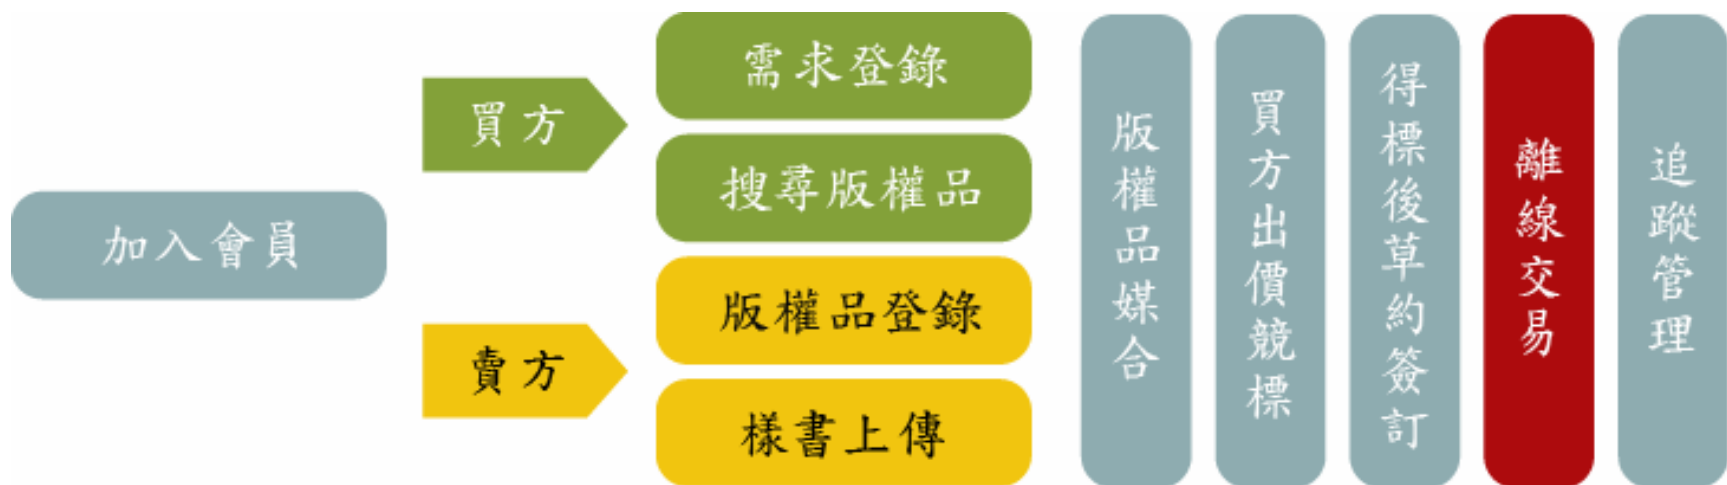 加入會員
買方
需求登錄
搜尋版權品
賣方
版權品登錄
樣書上傳
版權品媒合
買方出價競標
得標後草約簽訂
離線交易
追蹤管理